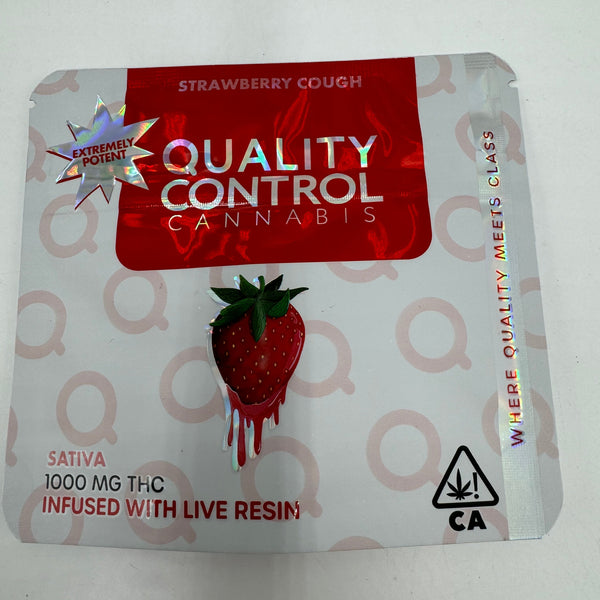 STRAWBERRY COUGH
EXTREMELY
POTENT
QUALITY
CONTROL
CANNABIS
WHERE QUALITY MEETS CLASS
SATIVA
1000 MG THC
INFUSED WITH LIVE RESIN
!
CA